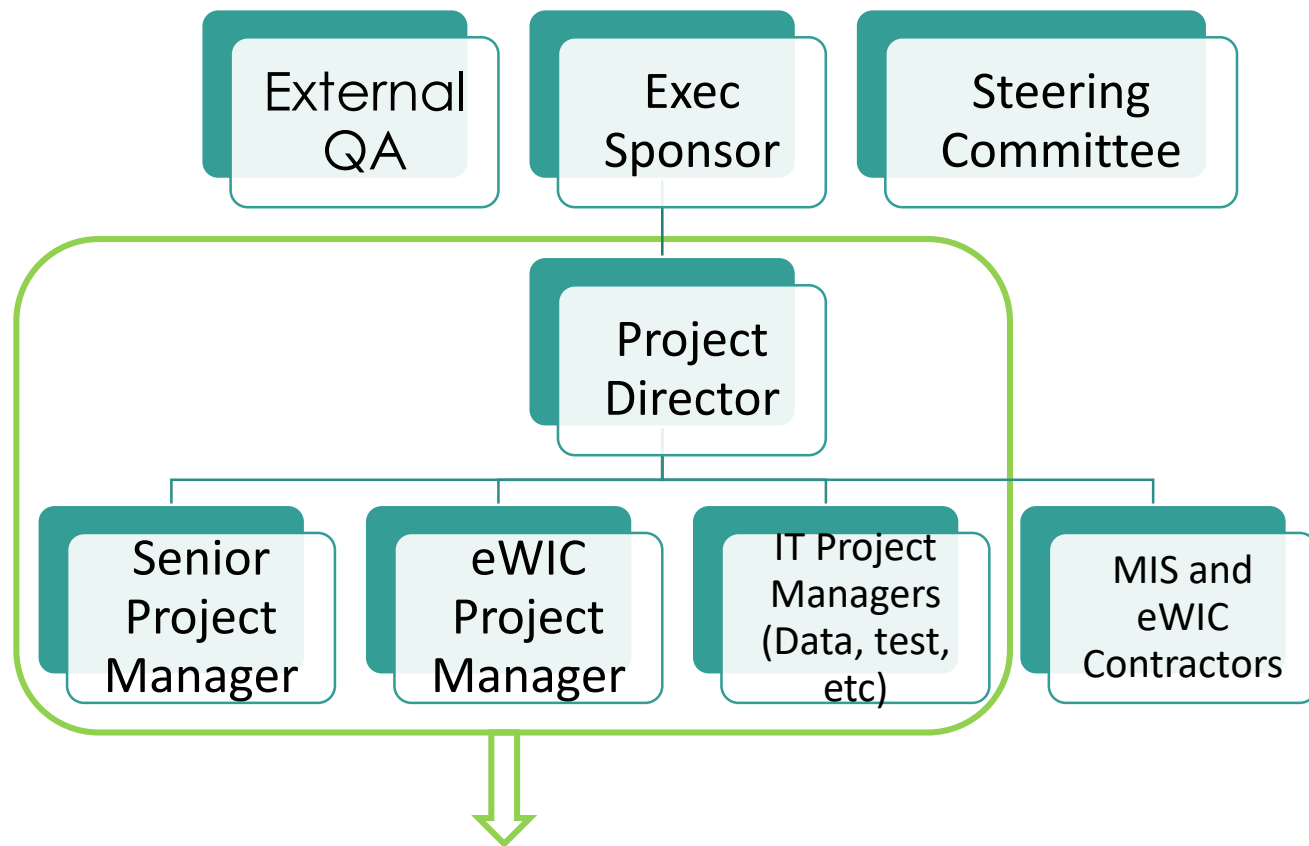 External
QA
Exec
Sponsor
Steering
Committee
Project
Director
Senior
Project
Manager
eWIC
Project
Manager
IT Project
Managers
(Data, test,
etc)
MIS and
eWIC
Contractors